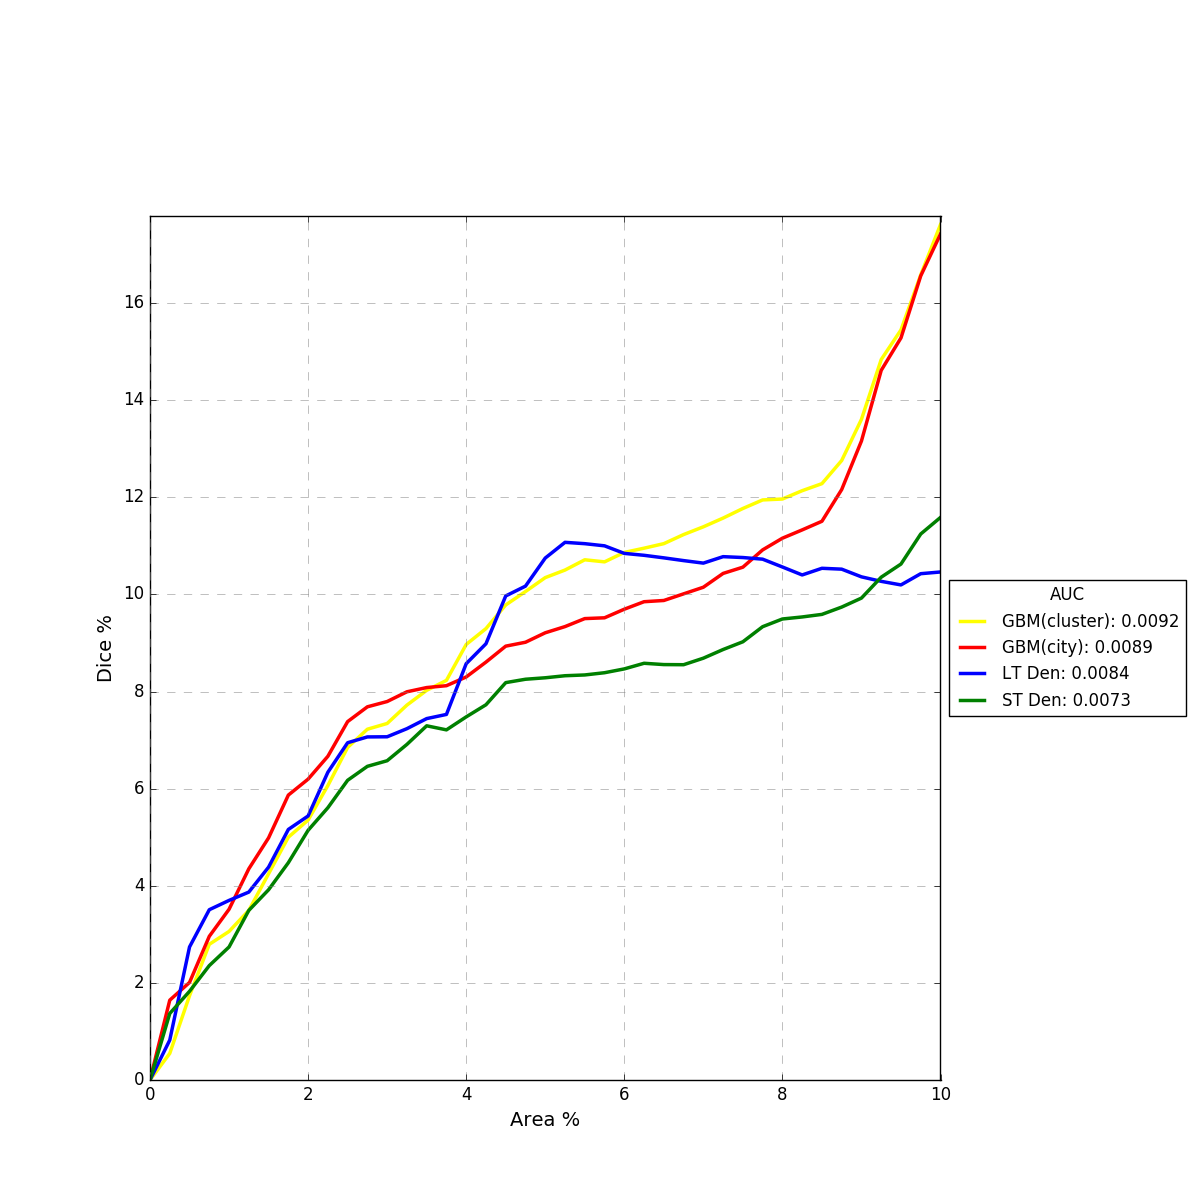 16
14
12
10
8
6
4
2
0
0 2 4 6 8 10
Dice %
Area %
AUC
GBM(cluster): 0.0092
GBM(city): 0.0089
LT Den: 0.0084
ST Den: 0.0073